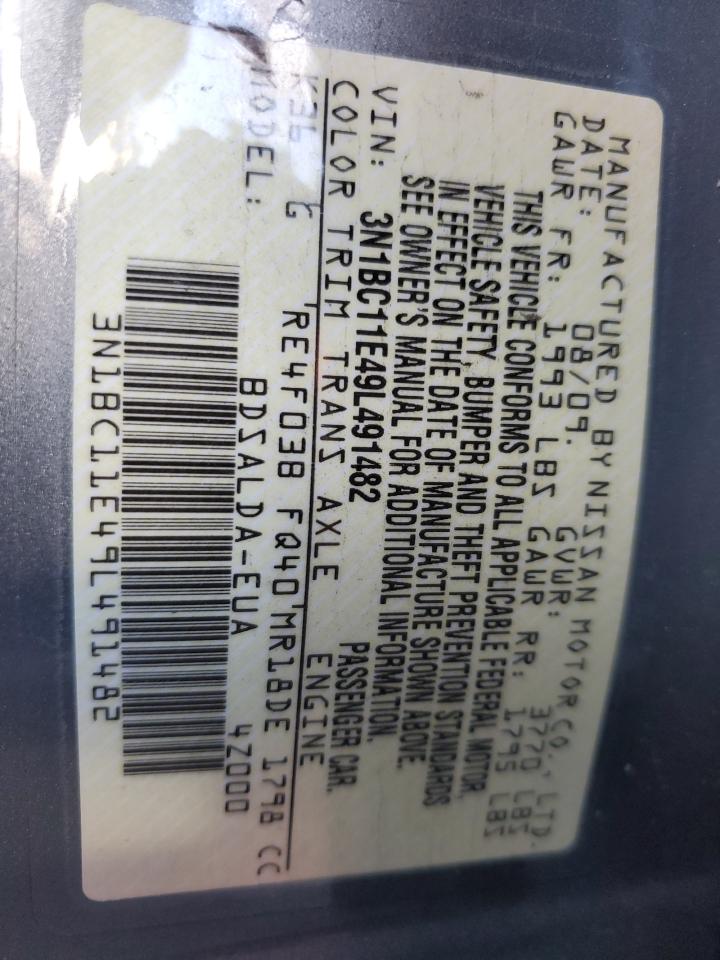 MANUFACTURED BY NISSAN MOTOR CO., LTD.
DATE: 08/09. GVWR: 3770 LBS
GAWR FR: 1993 LBS GAWR RR: 1795 LBS
THIS VEHICLE CONFORMS TO ALL APPLICABLE FEDERAL MOTOR
VEHICLE SAFETY, BUMPER AND THEFT PREVENTION STANDARDS
IN EFFECT ON THE DATE OF MANUFACTURE SHOWN ABOVE.
SEE OWNER'S MANUAL FOR ADDITIONAL INFORMATION.
VIN: 3N1BC11E49L491482 PASSENGER CAR.
COLOR TRIM TRANS AXLE ENGINE
K36 G RE4F03B FQ40 MR18DE 1798 CC
MODEL: BDSALDA-EUA 4Z000
3N1BC11E49L491482